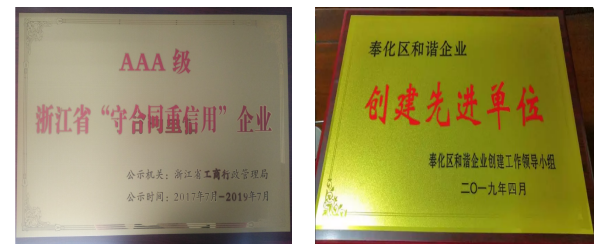 AAA 级
浙江省“守合同重信用”企业
公示机关：浙江省工商行政管理局
公示时间：2017年7月-2019年7月
奉化区和谐企业
创建先进单位
奉化区和谐企业创建工作领导小组
二〇一九年四月